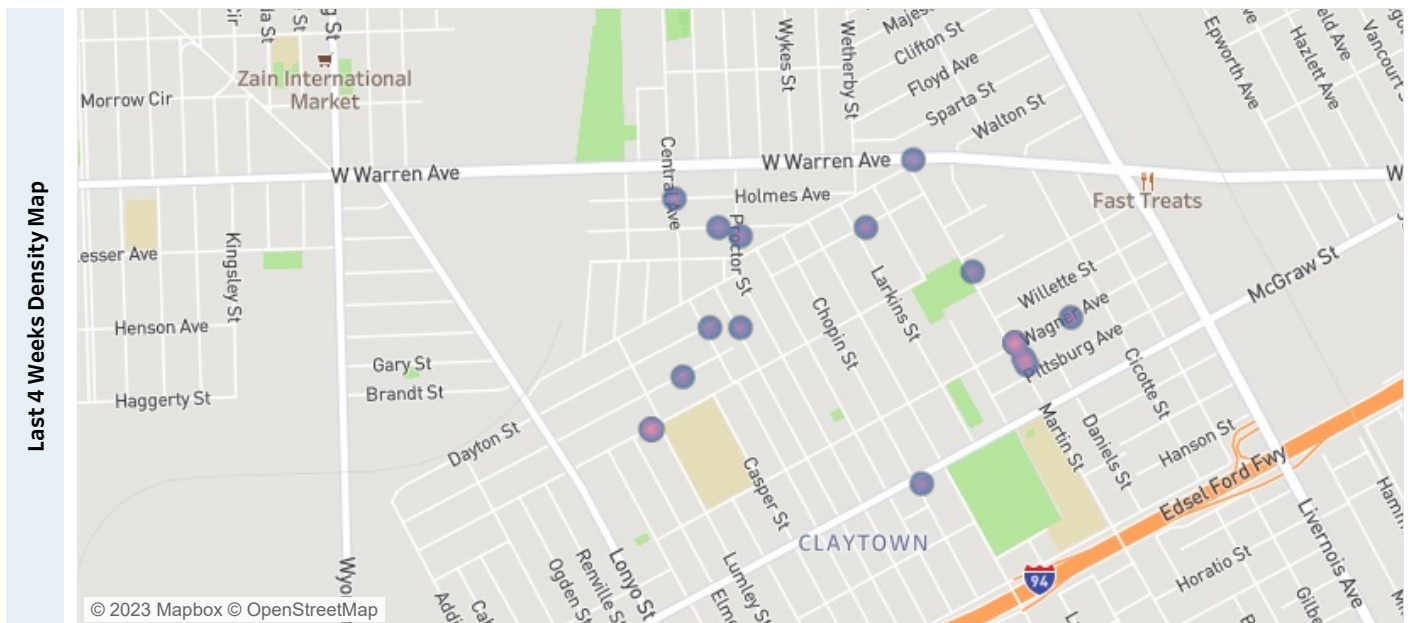 Last 4 Weeks Density Map
Zain International
Market
Morrow Cir
W Warren Ave
Kingsley St
Henson Ave
Haggerty St
Gary St
Brandt St
Dayton St
Central Ave
Holmes Ave
Proctor St
Wykes St
Wetherby St
Clifton St
Floyd Ave
Sparta St
Walton St
W Warren Ave
Fast Treats
Epworth Ave
Hazlett Ave
McGraw St
Chopin St
Larkins St
Willette St
Wagner Ave
Pittsburg Ave
Cicotte St
Martin St
Daniels St
Hanson St
Edsel Ford Fwy
Casper St
CLAYTOWN
Lonyo St
Renville S
Ogden St
Lumley St
94
Horatio St
Livernois Ave
© 2023 Mapbox © OpenStreetMap